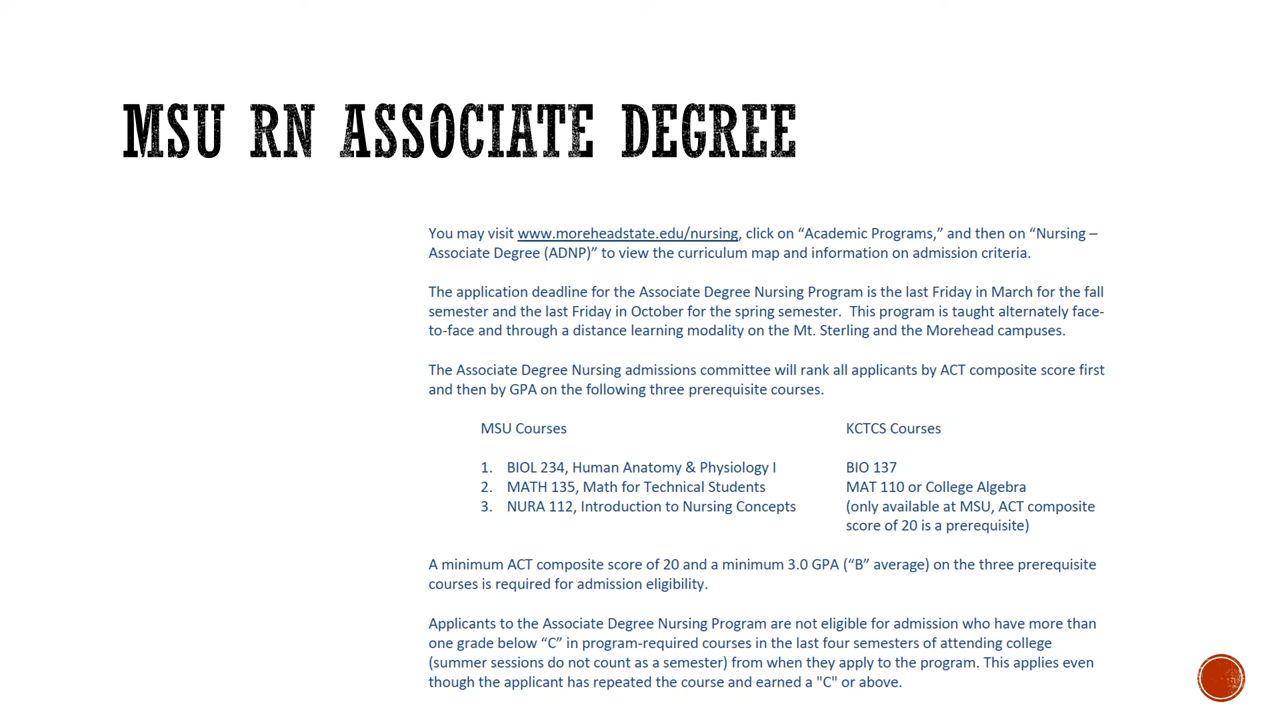 MSU RN ASSOCIATE DEGREE
You may visit www.moreheadstate.edu/nursing, click on “Academic Programs,” and then on “Nursing –
Associate Degree (ADNP)” to view the curriculum map and information on admission criteria.
The application deadline for the Associate Degree Nursing Program is the last Friday in March for the fall
semester and the last Friday in October for the spring semester.  This program is taught alternately face-
to-face and through a distance learning modality on the Mt. Sterling and the Morehead campuses.
The Associate Degree Nursing admissions committee will rank all applicants by ACT composite score first
and then by GPA on the following three prerequisite courses.
MSU Courses KCTCS Courses
1. BIOL 234, Human Anatomy & Physiology I BIO 137
2. MATH 135, Math for Technical Students MAT 110 or College Algebra
3. NURA 112, Introduction to Nursing Concepts (only available at MSU, ACT composite
score of 20 is a prerequisite)
A minimum ACT composite score of 20 and a minimum 3.0 GPA (“B” average) on the three prerequisite
courses is required for admission eligibility.
Applicants to the Associate Degree Nursing Program are not eligible for admission who have more than
one grade below “C” in program-required courses in the last four semesters of attending college
(summer sessions do not count as a semester) from when they apply to the program. This applies even
though the applicant has repeated the course and earned a "C" or above.